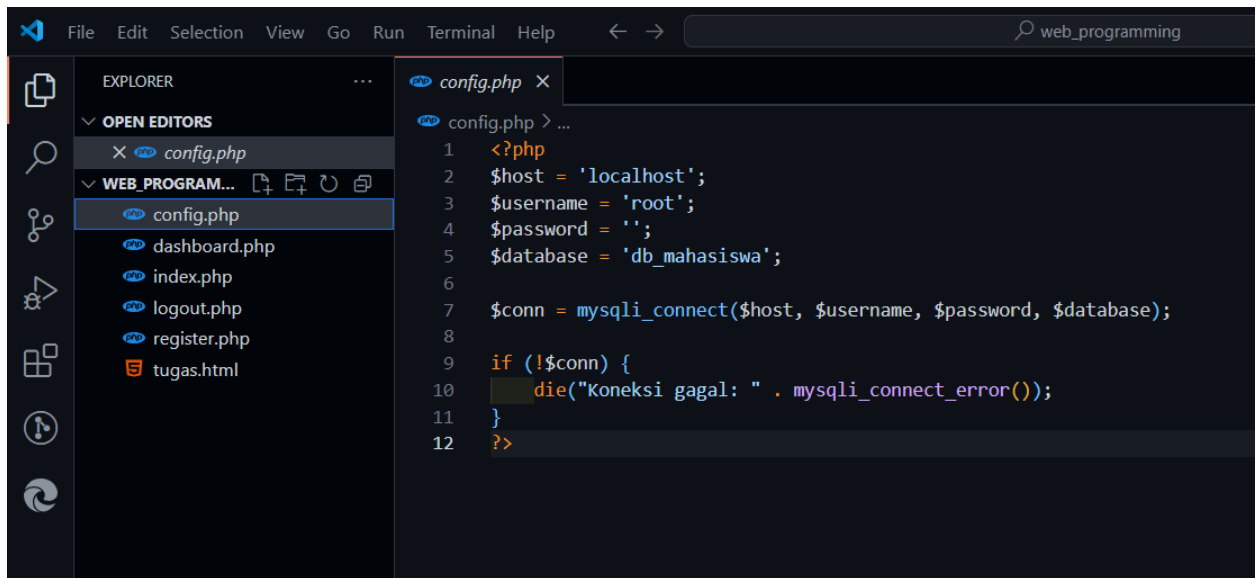 File Edit Selection View Go Run Terminal Help
web_programming
EXPLORER ...
OPEN EDITORS
config.php
WEB_PROGRAM...
config.php
dashboard.php
index.php
logout.php
register.php
tugas.html
php config.php
php config.php > ...
1 <?php
2 $host = 'localhost';
3 $username = 'root';
4 $password = '';
5 $database = 'db_mahasiswa';
6
7 $conn = mysqli_connect($host, $username, $password, $database);
8
9 if (!$conn) {
10 die("Koneksi gagal: " . mysqli_connect_error());
11 }
12 ?>